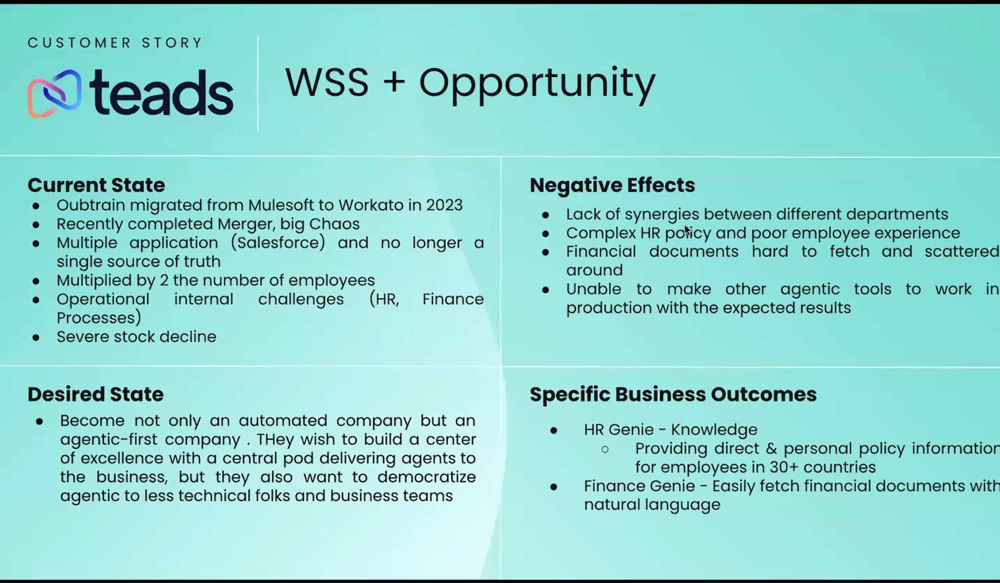 CUSTOMER STORY
teads
WSS + Opportunity
Current State
● Oubtrain migrated from Mulesoft to Workato in 2023
● Recently completed Merger, big Chaos
● Multiple application (Salesforce) and no longer a
single source of truth
● Multiplied by 2 the number of employees
● Operational internal challenges (HR, Finance
Processes)
● Severe stock decline
Negative Effects
● Lack of synergies between different departments
● Complex HR policy and poor employee experience
● Financial documents hard to fetch and scattered
around
● Unable to make other agentic tools to work in
production with the expected results
Desired State
● Become not only an automated company but an
agentic-first company . THey wish to build a center
of excellence with a central pod delivering agents to
the business, but they also want to democratize
agentic to less technical folks and business teams
Specific Business Outcomes
● HR Genie - Knowledge
○ Providing direct & personal policy information
for employees in 30+ countries
● Finance Genie - Easily fetch financial documents with
natural language